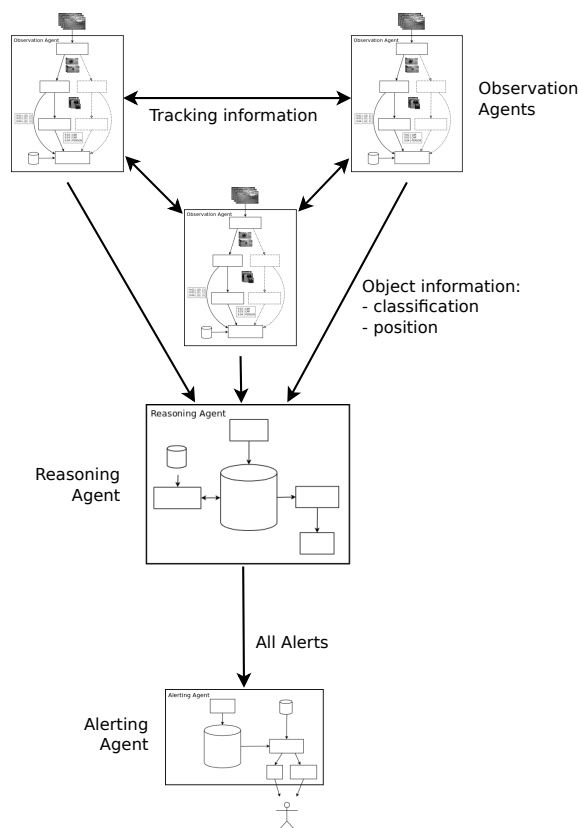 Observation Agent
Observation Agent
Tracking information
Observation
Agents
Observation Agent
Object information:
- classification
- position
Reasoning Agent
Reasoning
Agent
All Alerts
Alerting Agent
Alerting
Agent